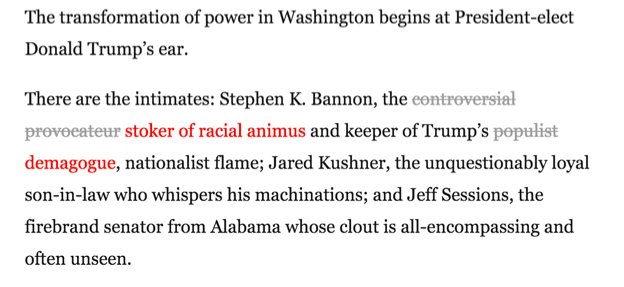 The transformation of power in Washington begins at President-elect
Donald Trump’s ear.
There are the intimates: Stephen K. Bannon, the controversial
provocateur stoker of racial animus and keeper of Trump’s populist
demagogue, nationalist flame; Jared Kushner, the unquestionably loyal
son-in-law who whispers his machinations; and Jeff Sessions, the
firebrand senator from Alabama whose clout is all-encompassing and
often unseen.